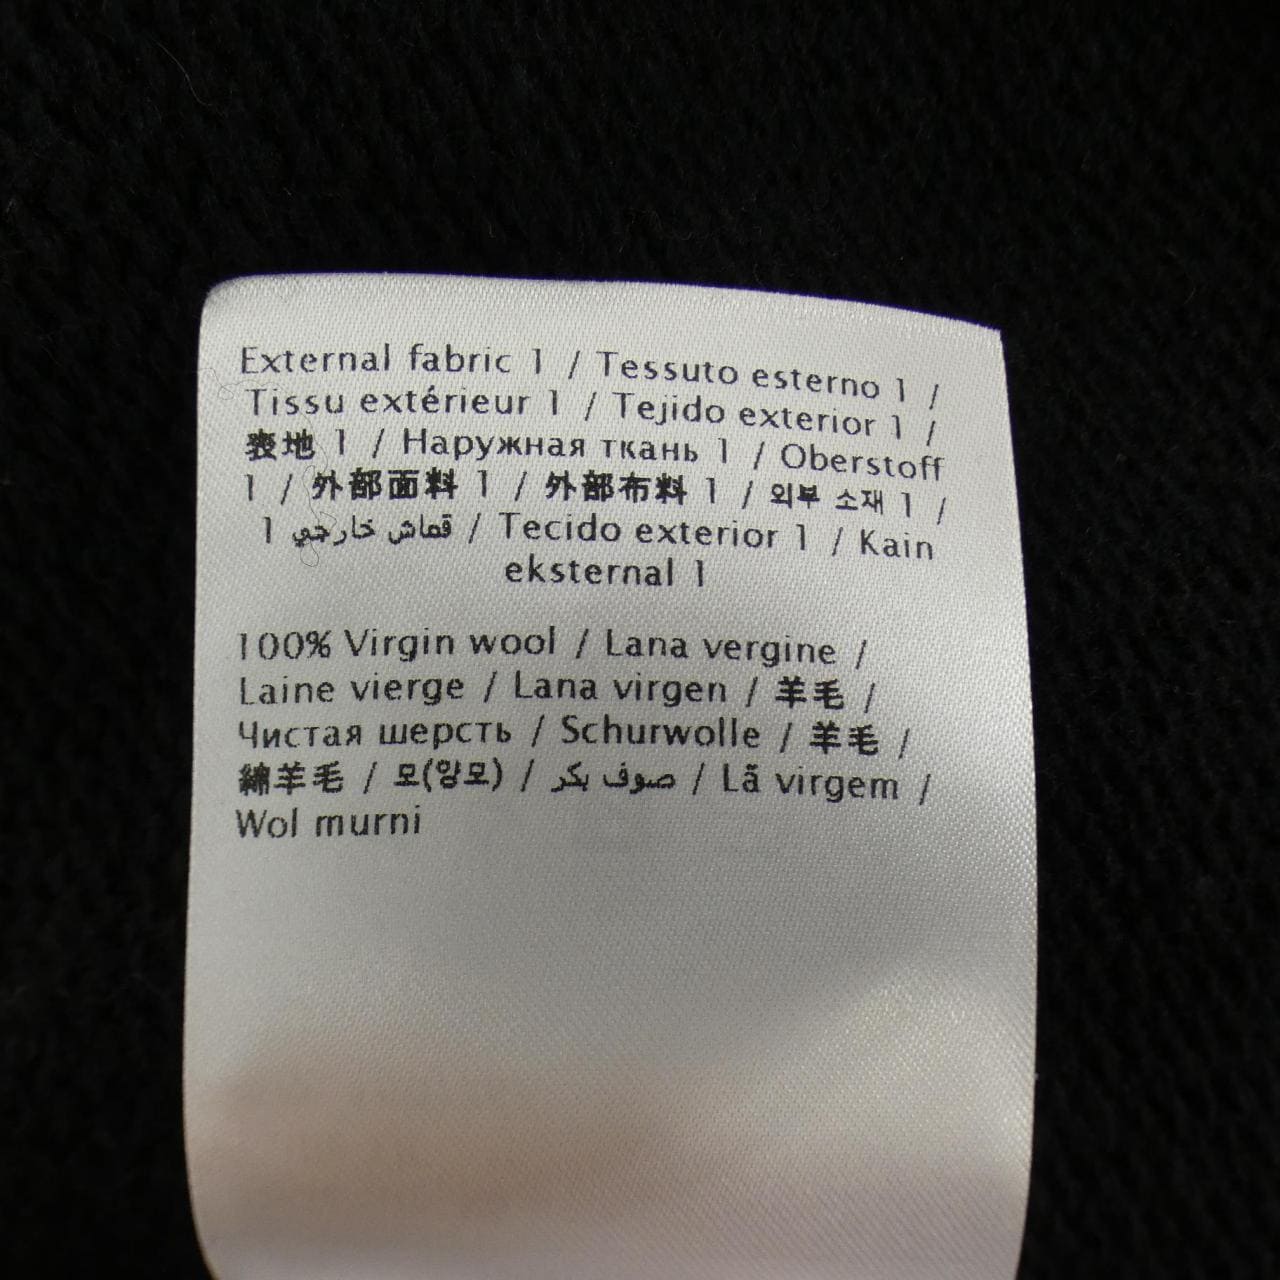 External fabric 1 / Tessuto esterno 1 /
Tissu extérieur 1 / Tejido exterior 1 /
表地 1 / Наружная ткань 1 / Oberstoff
1 / 外部面料 1 / 外部布料 1 / 외부 소재 1 /
قماش خارجي 1 / Tecido exterior 1 / Kain
eksternal 1
100% Virgin wool / Lana vergine /
Laine vierge / Lana virgen / 羊毛 /
Чистая шерсть / Schurwolle / 羊毛 /
綿羊毛 / 모(양모) / صوف بكر / Lã virgem /
Wol murni